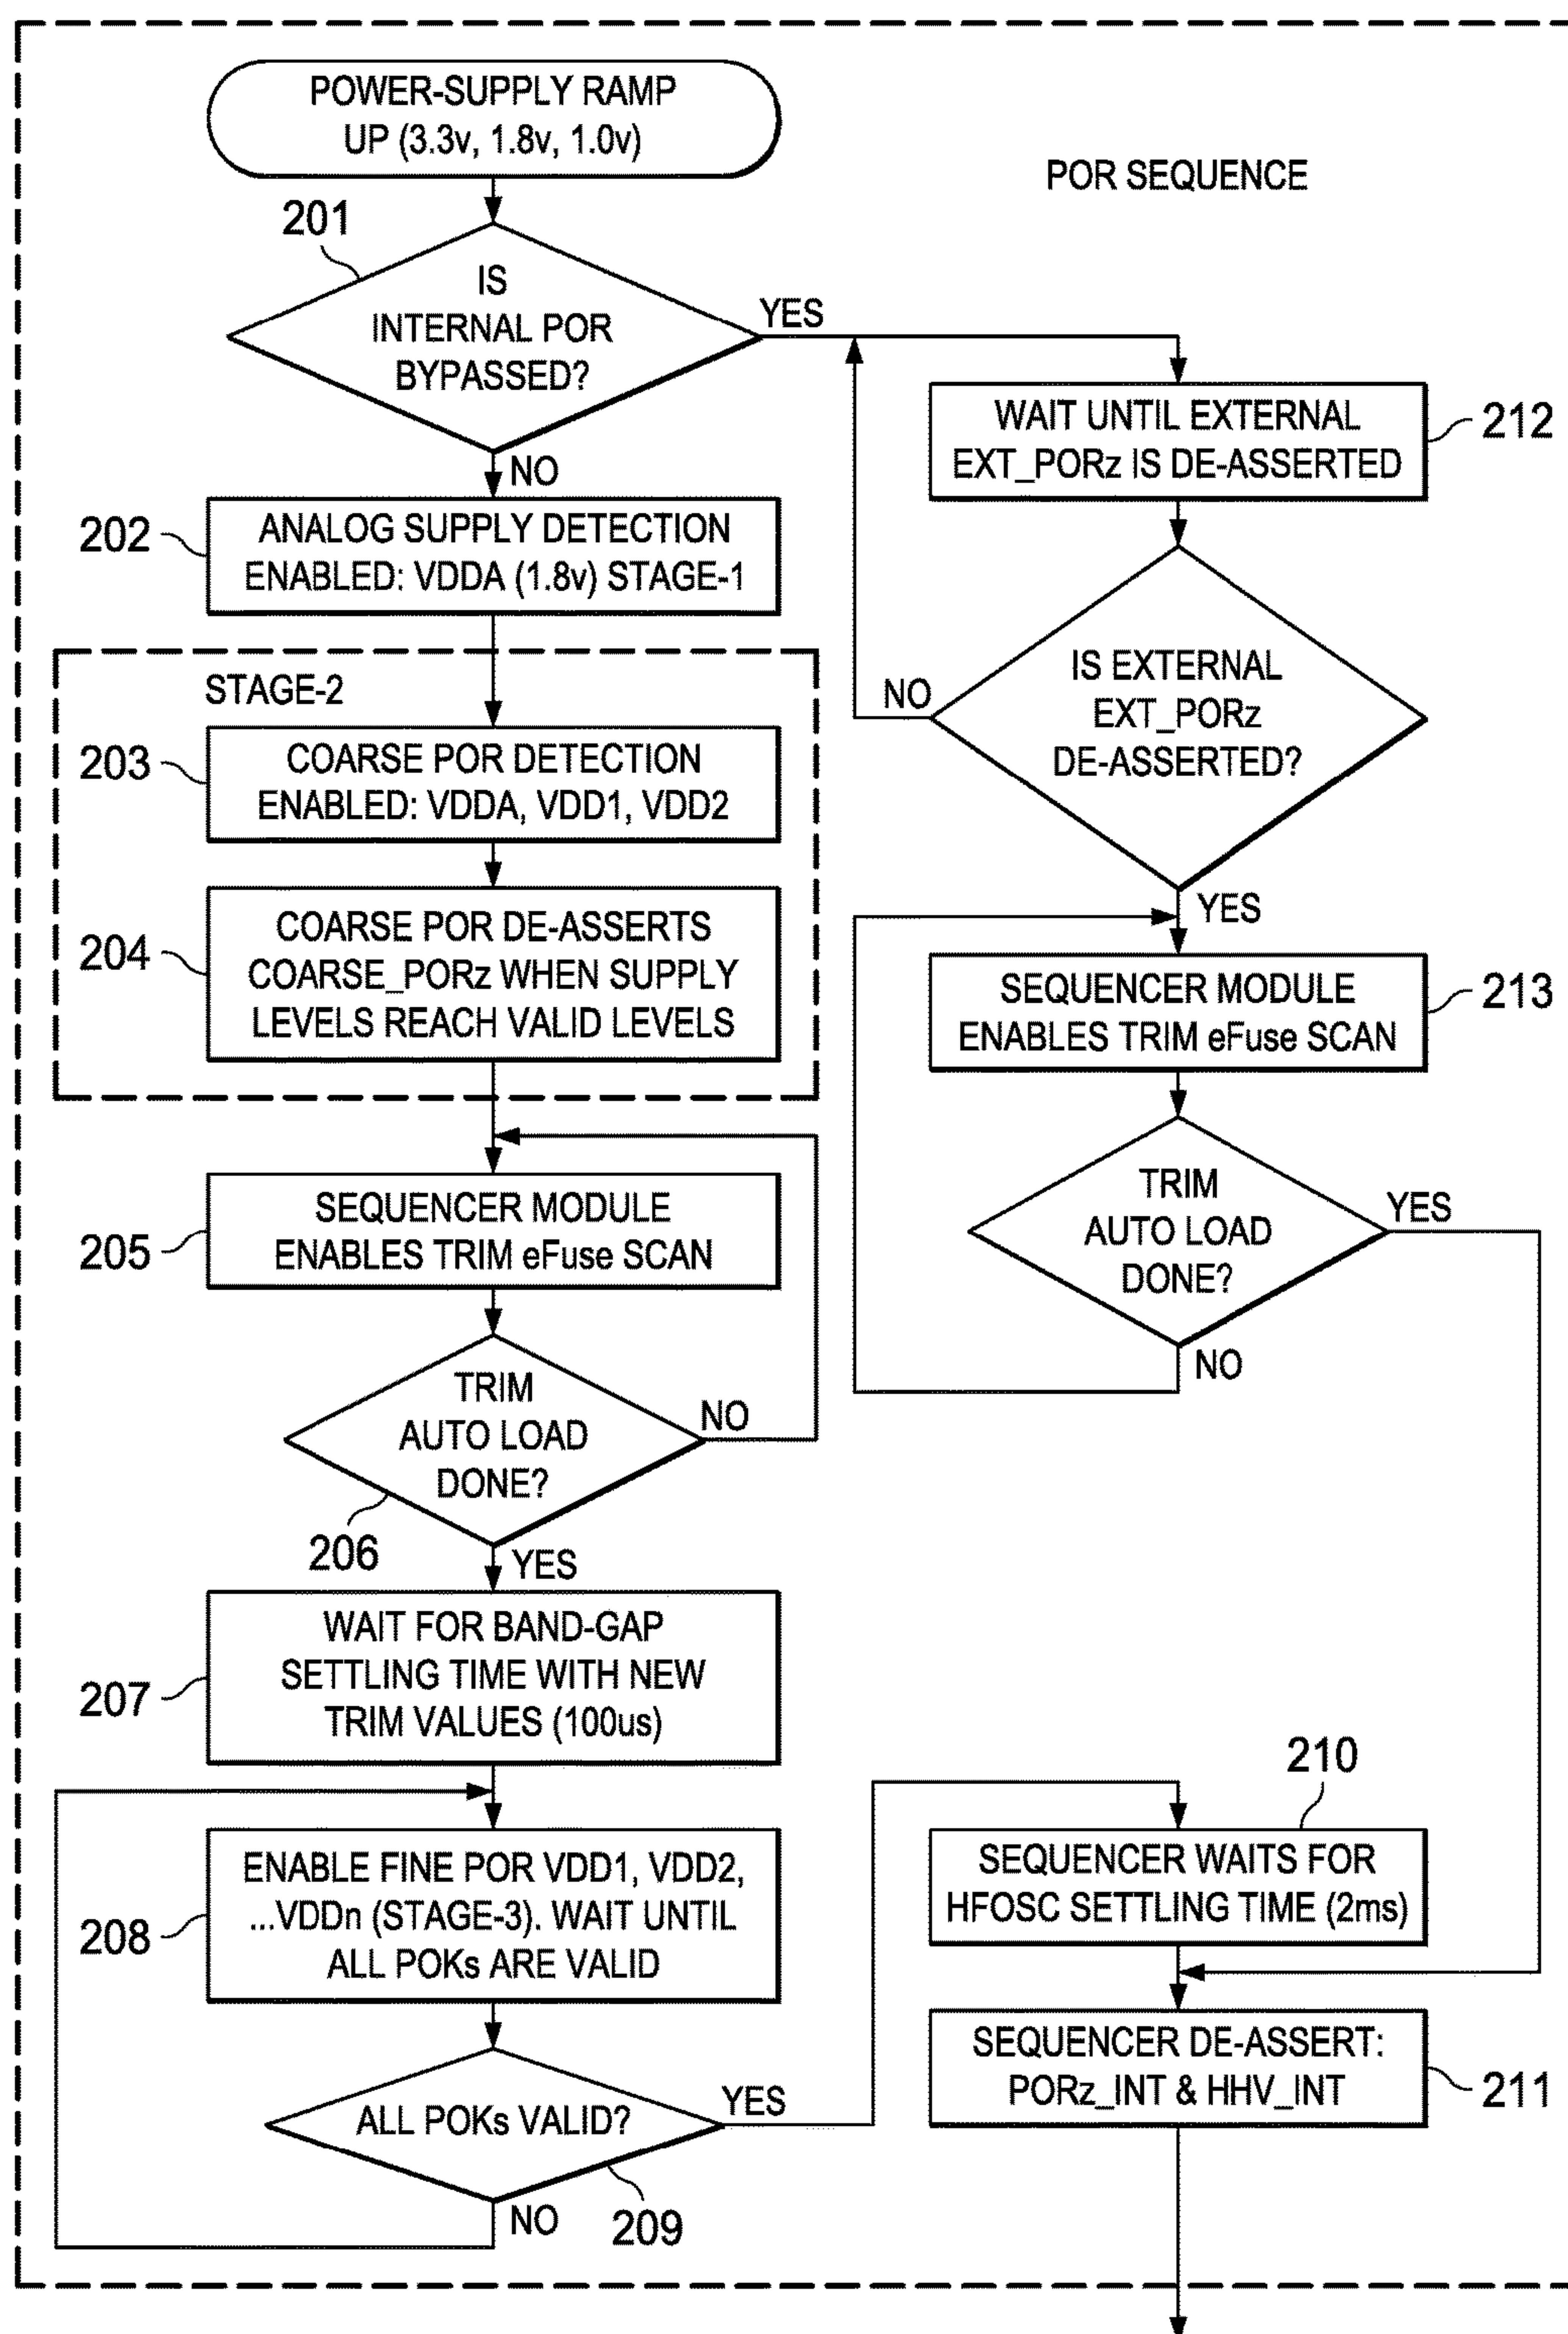 POWER-SUPPLY RAMP
UP (3.3v, 1.8v, 1.0v)
POR SEQUENCE
201
IS
INTERNAL POR
BYPASSED?
YES
NO
202
ANALOG SUPPLY DETECTION
ENABLED: VDDA (1.8v) STAGE-1
STAGE-2
203
COARSE POR DETECTION
ENABLED: VDDA, VDD1, VDD2
204
COARSE POR DE-ASSERTS
COARSE_PORz WHEN SUPPLY
LEVELS REACH VALID LEVELS
205
SEQUENCER MODULE
ENABLES TRIM eFuse SCAN
TRIM
AUTO LOAD
DONE?
NO
206
YES
207
WAIT FOR BAND-GAP
SETTLING TIME WITH NEW
TRIM VALUES (100us)
208
ENABLE FINE POR VDD1, VDD2,
...VDDn (STAGE-3). WAIT UNTIL
ALL POKs ARE VALID
ALL POKs VALID?
YES
NO
209
WAIT UNTIL EXTERNAL
EXT_PORz IS DE-ASSERTED
212
IS EXTERNAL
EXT_PORz
DE-ASSERTED?
NO
YES
SEQUENCER MODULE
ENABLES TRIM eFuse SCAN
213
TRIM
AUTO LOAD
DONE?
YES
NO
210
SEQUENCER WAITS FOR
HFOSC SETTLING TIME (2ms)
SEQUENCER DE-ASSERT:
PORz_INT & HHV_INT
211